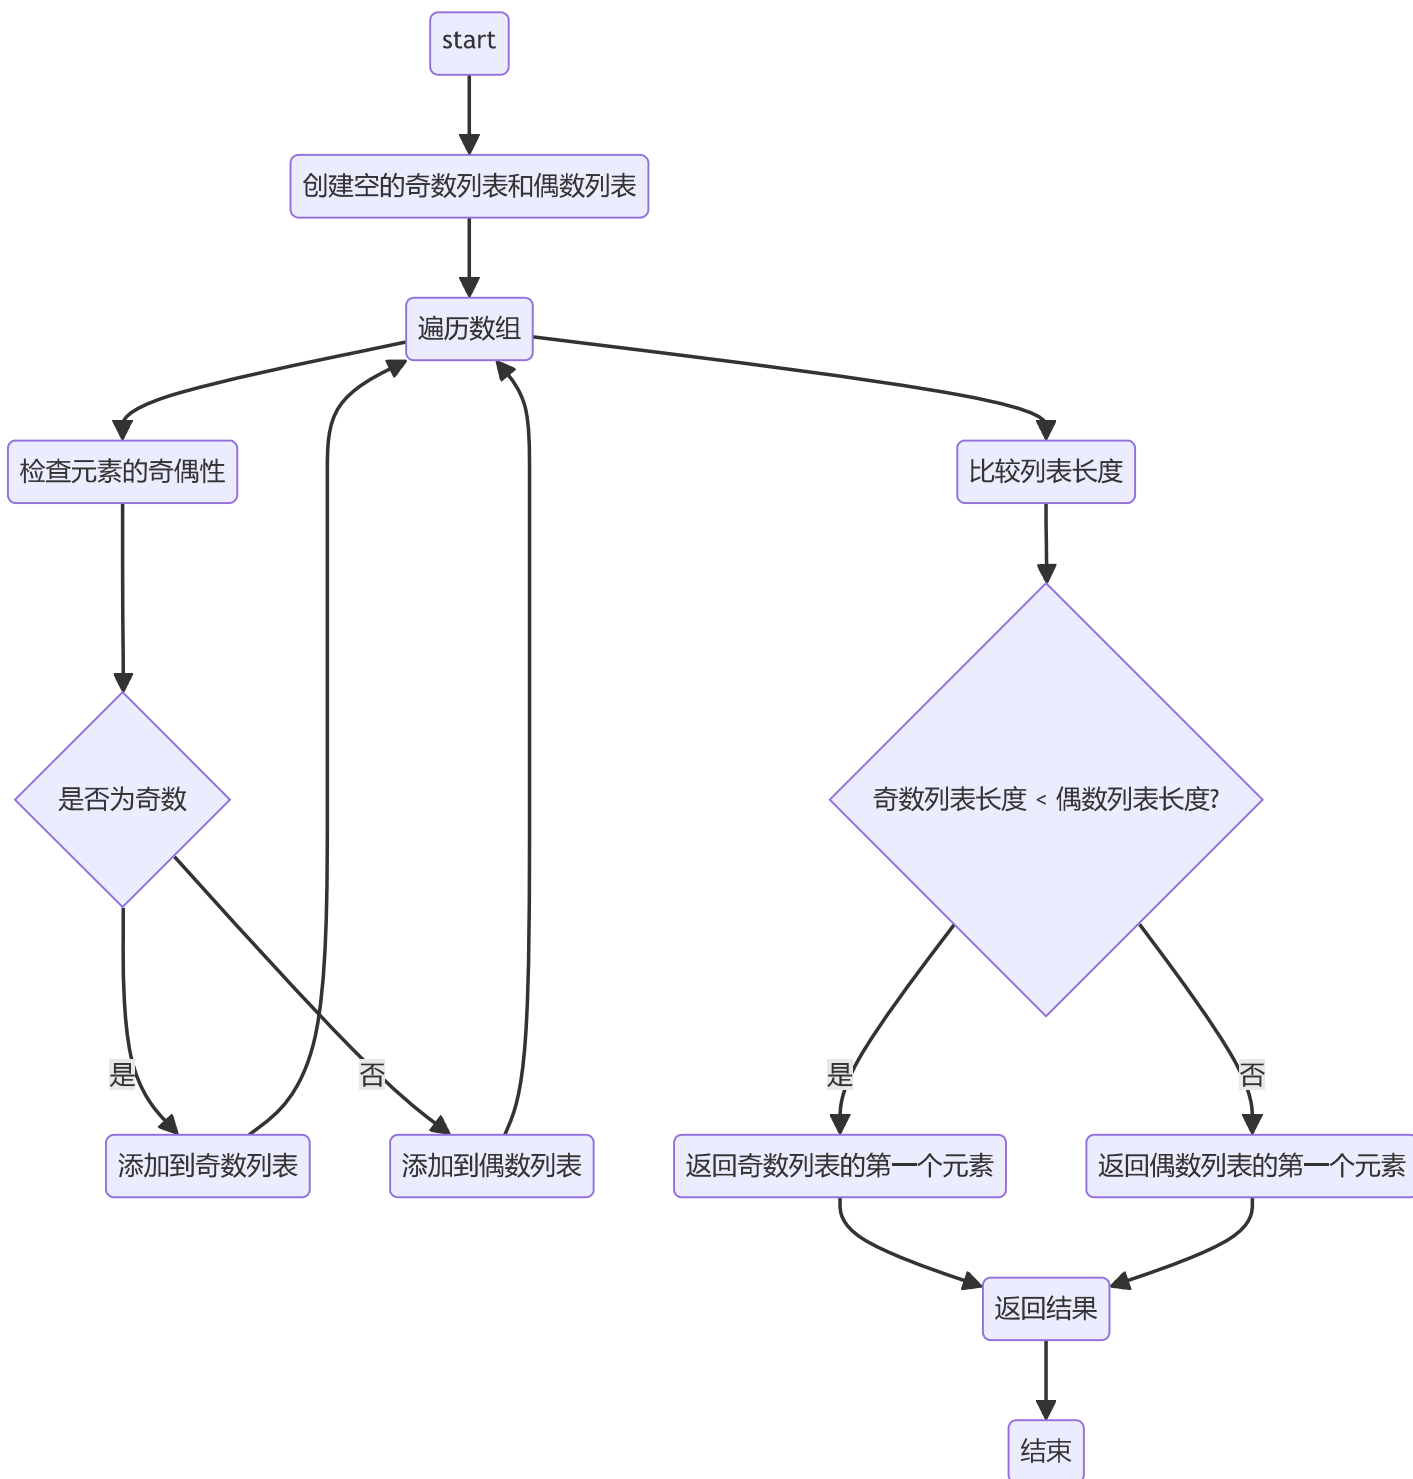 start
创建空的奇数列表和偶数列表
遍历数组
检查元素的奇偶性
比较列表长度
是否为奇数
奇数列表长度 < 偶数列表长度?
是
否
是
否
添加到奇数列表
添加到偶数列表
返回奇数列表的第一个元素
返回偶数列表的第一个元素
返回结果
结束